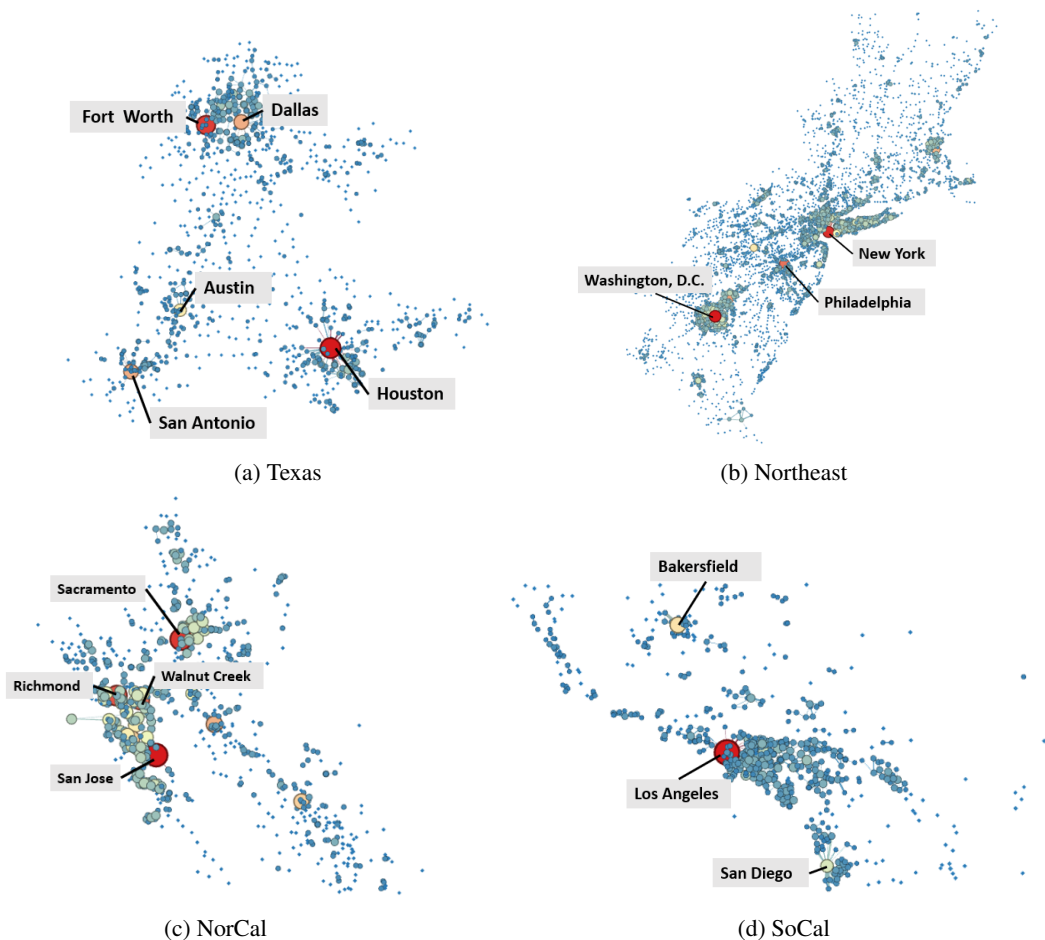 Fort Worth
Dallas
Austin
San Antonio
Houston
(a) Texas
New York
Washington, D.C.
Philadelphia
(b) Northeast
Sacramento
Walnut Creek
Richmond
San Jose
(c) NorCal
Bakersfield
Los Angeles
San Diego
(d) SoCal